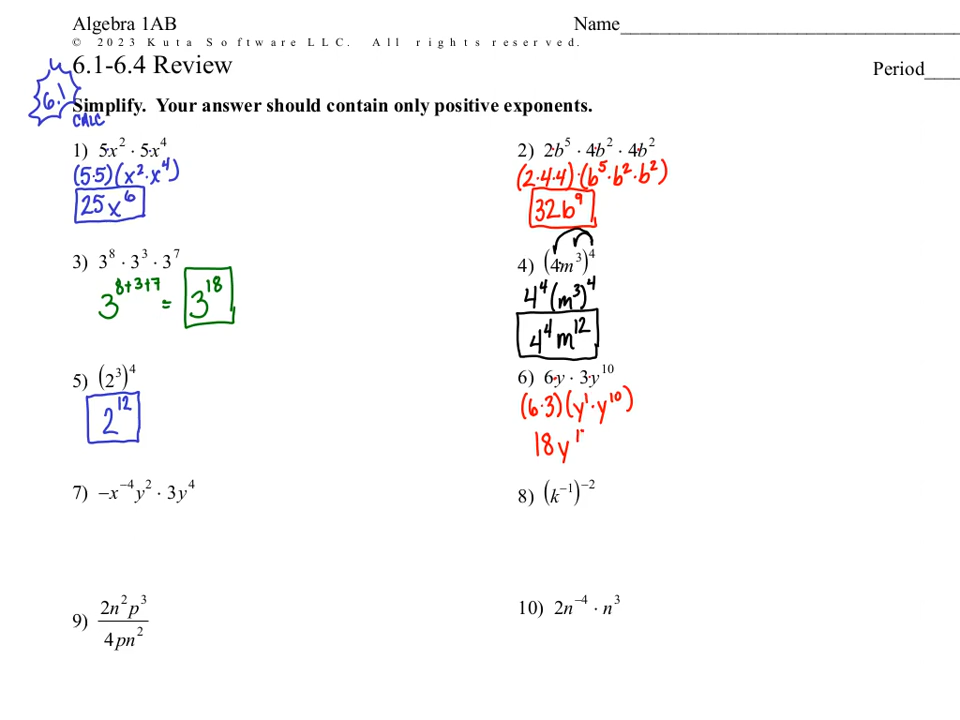 Algebra 1AB
Name
© 2023 Kuta Software LLC. All rights reserved.
6.1-6.4 Review
Period
6.1
Simplify. Your answer should contain only positive exponents.
CALC
1) 5x² · 5x⁴
(5·5)(x²·x⁴)
25x⁶
2) 2b⁵ · 4b² · 4b²
(2·4·4)·(b⁵·b²·b²)
32b⁹
3) 3⁸ · 3³ · 3⁷
3⁸⁺³⁺⁷ = 3¹⁸
4) (4m³)⁴
4⁴(m³)⁴
4⁴m¹²
5) (2³)⁴
2¹²
6) 6y · 3y¹⁰
(6·3)(y¹·y¹⁰)
18y¹
7) −x⁻⁴y² · 3y⁴
8) (k⁻¹)⁻²
9) 2n²p³
4pn²
10) 2n⁻⁴ · n³